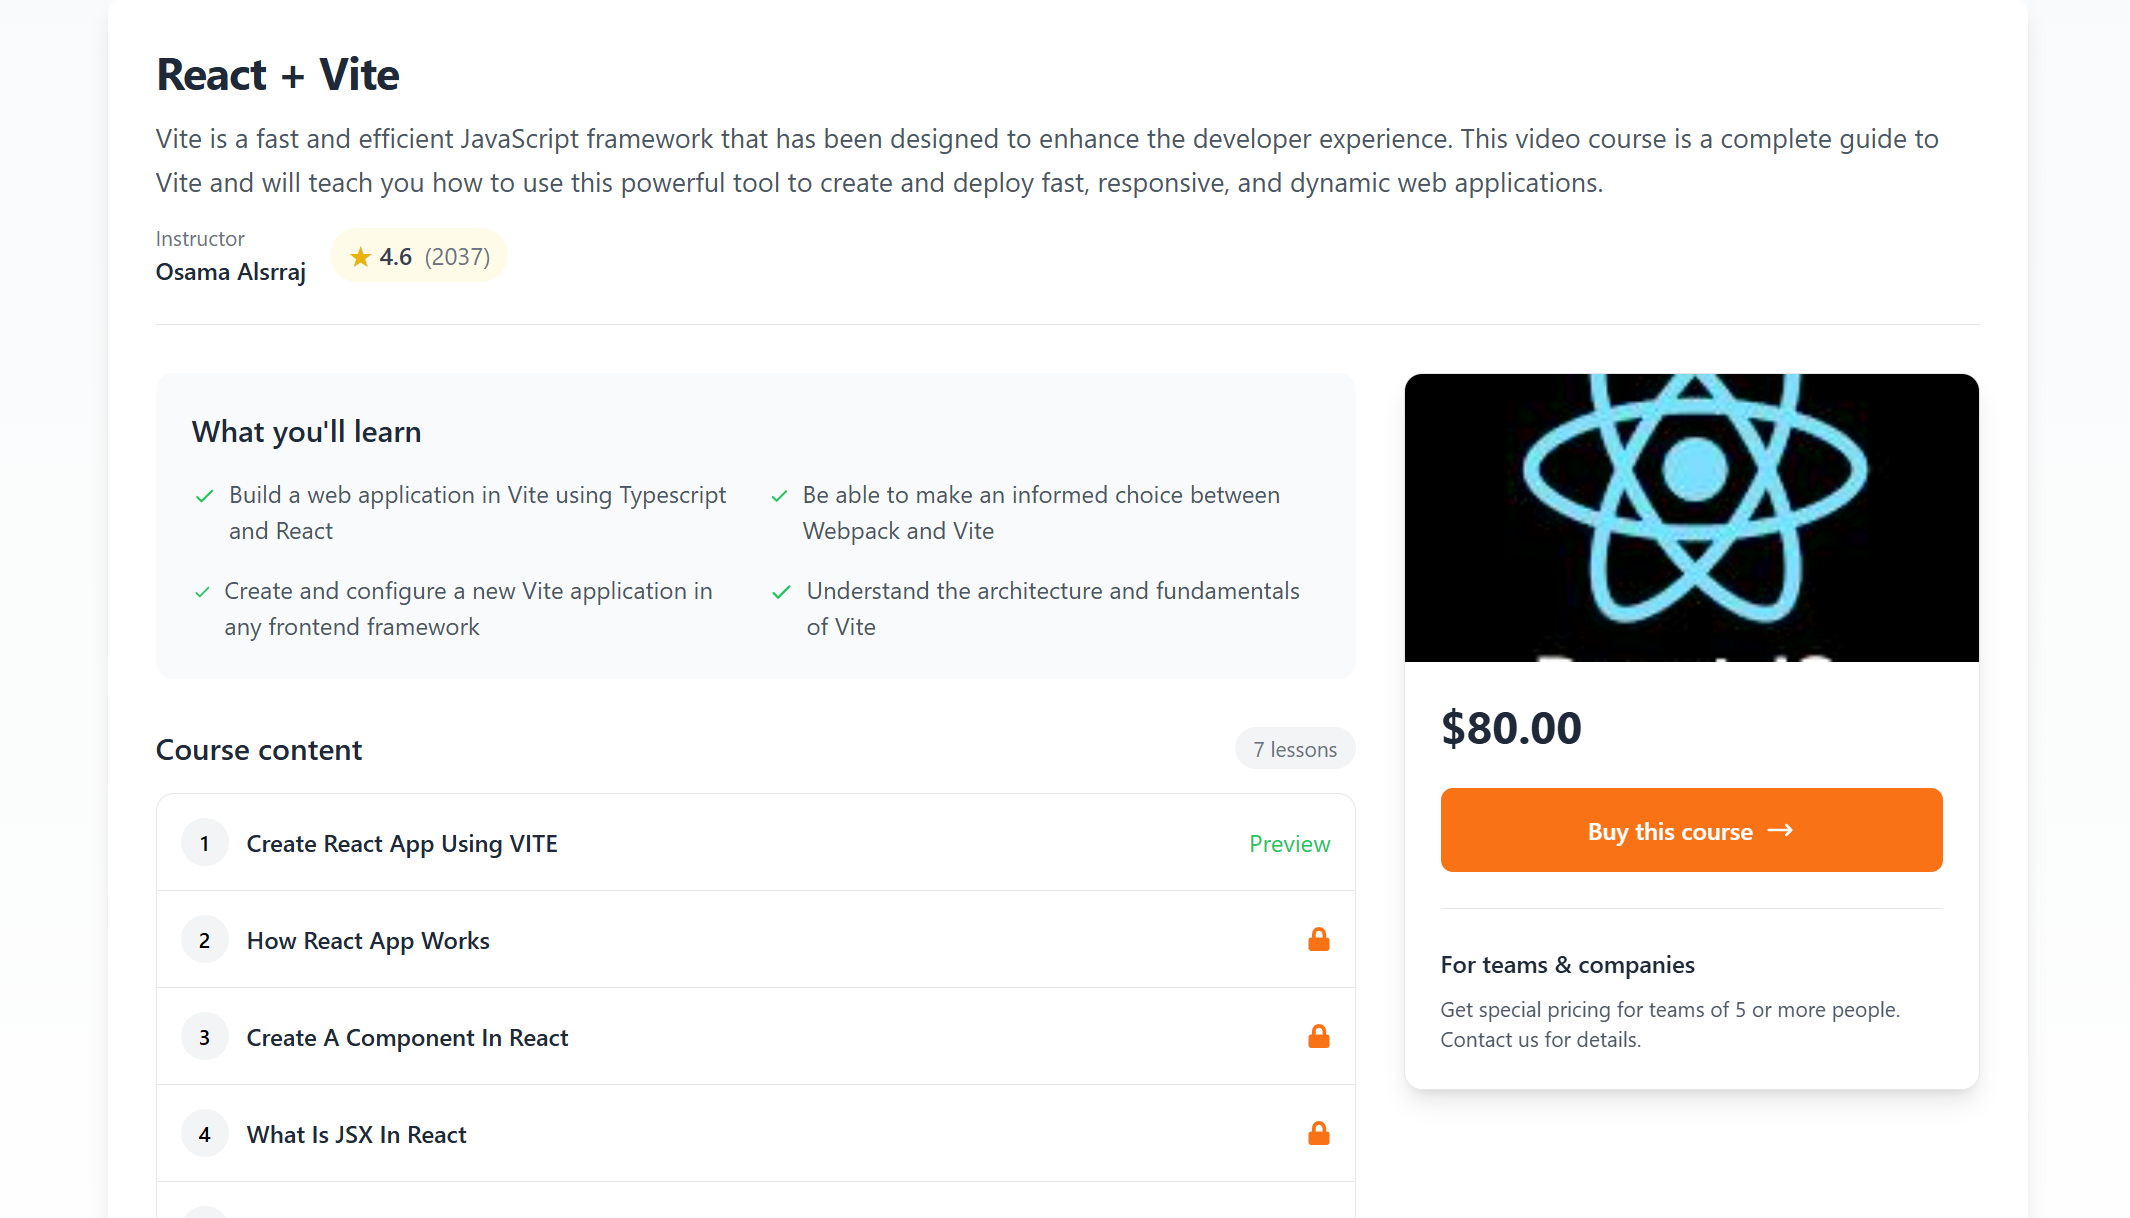 React + Vite
Vite is a fast and efficient JavaScript framework that has been designed to enhance the developer experience. This video course is a complete guide to
Vite and will teach you how to use this powerful tool to create and deploy fast, responsive, and dynamic web applications.
Instructor
Osama Alsrraj
★ 4.6 (2037)
What you'll learn
Build a web application in Vite using Typescript
and React
Be able to make an informed choice between
Webpack and Vite
Create and configure a new Vite application in
any frontend framework
Understand the architecture and fundamentals
of Vite
Course content
7 lessons
1 Create React App Using VITE Preview
2 How React App Works
3 Create A Component In React
4 What Is JSX In React
$80.00
Buy this course →
For teams & companies
Get special pricing for teams of 5 or more people.
Contact us for details.